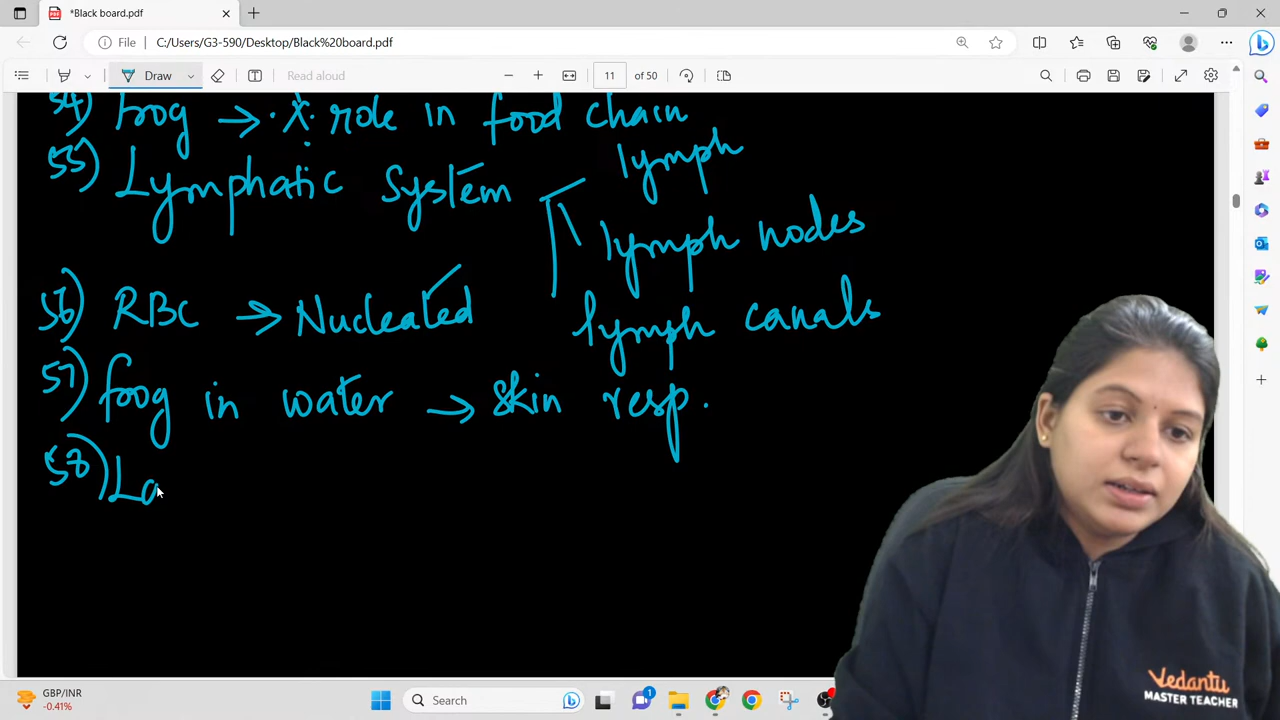 *Black board.pdf
File C:/Users/G3-590/Desktop/Black%20board.pdf
Draw Read aloud 11 of 50
54) frog → ·X· role in food chain
55) Lymphatic System
lymph
lymph nodes
lymph canals
56) RBC → Nucleated
57) frog in water → skin resp.
58) La
Vedantu
MASTER TEACHER
GBP/INR
-0.41%
Search
1